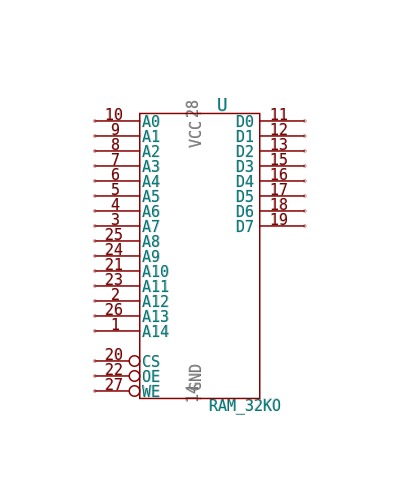 U
28
VCC
10 A0 D0 11
9 A1 D1 12
8 A2 D2 13
7 A3 D3 15
6 A4 D4 16
5 A5 D5 17
4 A6 D6 18
3 A7 D7 19
25 A8
24 A9
21 A10
23 A11
2 A12
26 A13
1 A14
20 CS
22 OE
27 WE
GND
14
RAM_32KO